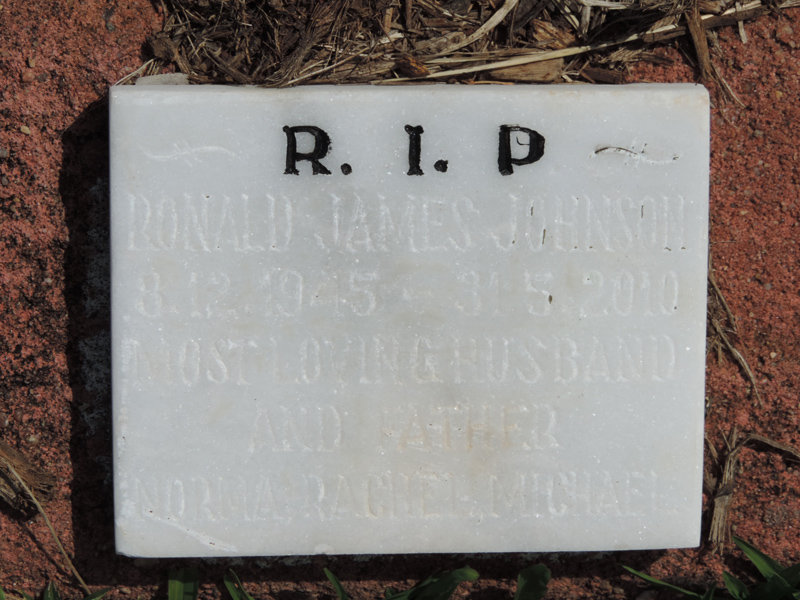 R. I. P
RONALD JAMES JOHNSON
8.12.1945 - 31.5.2010
MOST LOVING HUSBAND
AND FATHER
NORMA, RACHEL, MICHAEL.